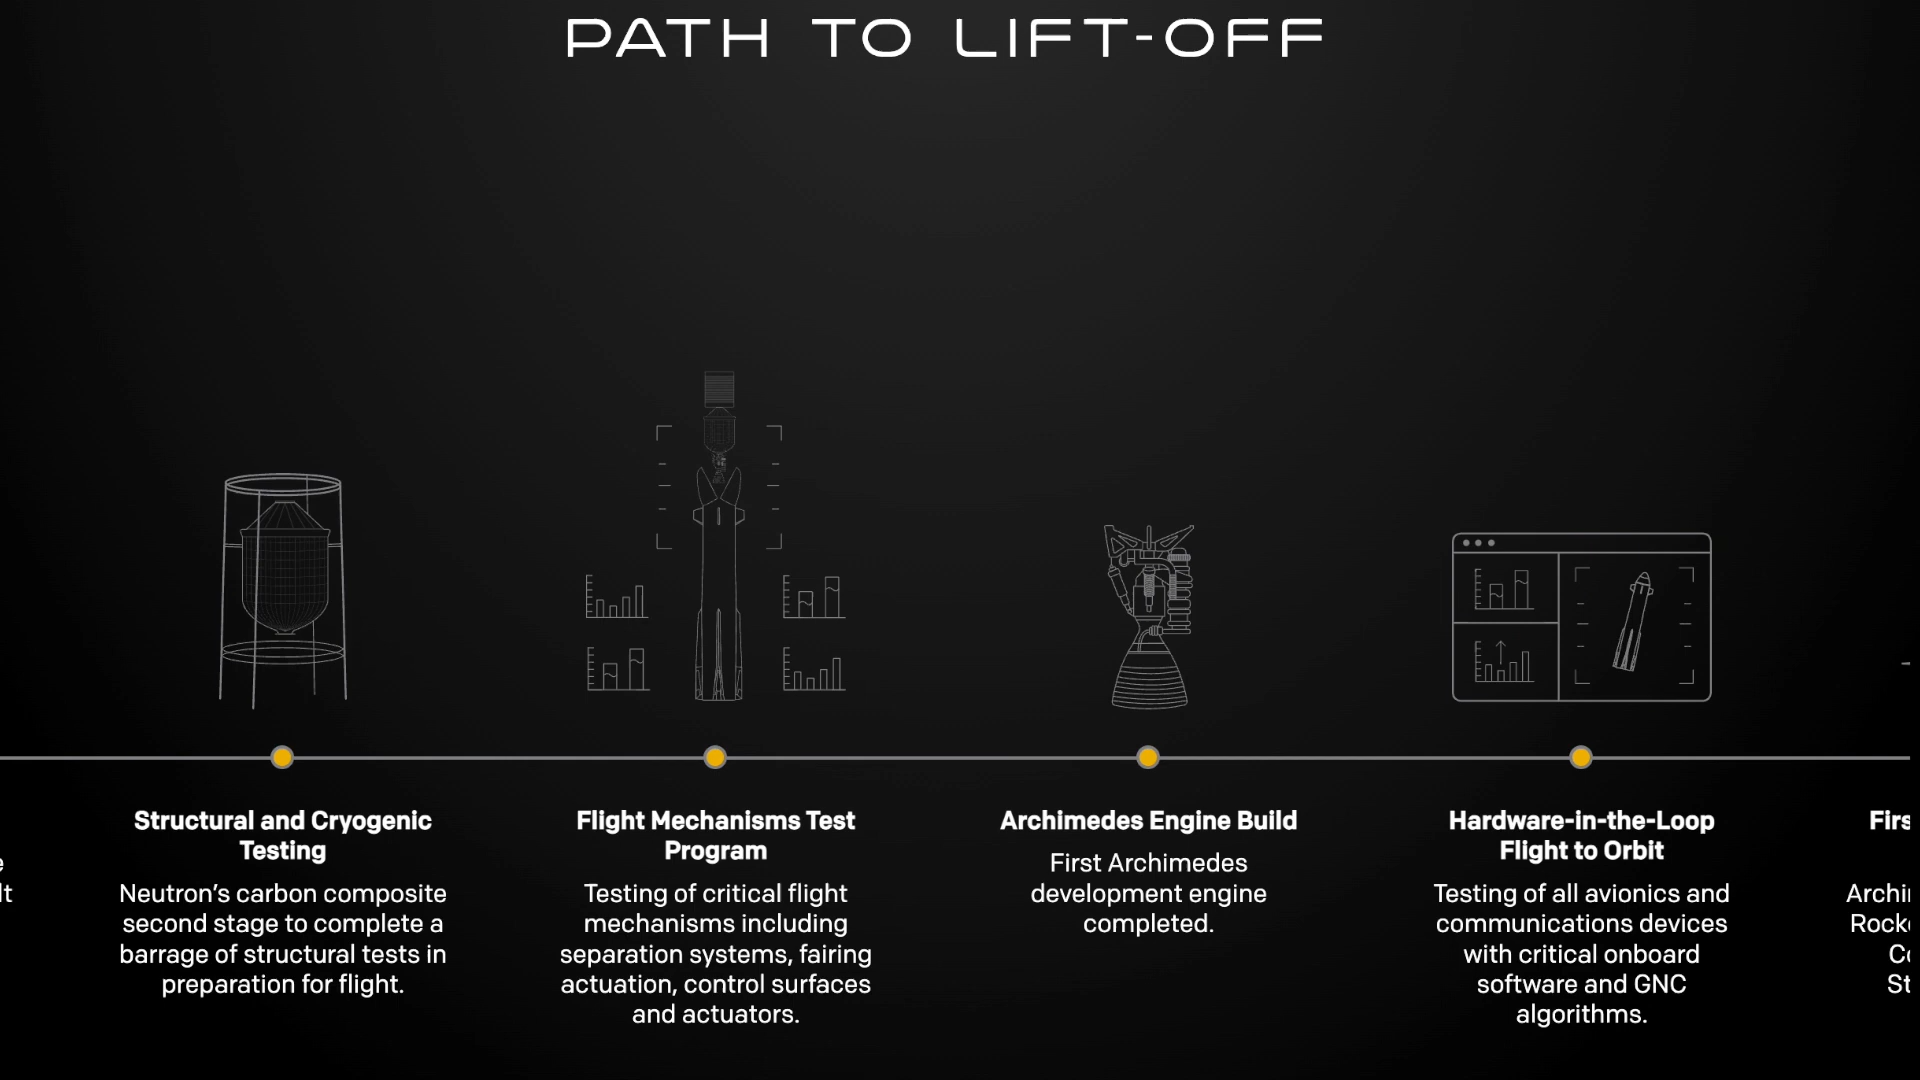 PATH TO LIFT-OFF
Structural and Cryogenic
Testing
Neutron's carbon composite
second stage to complete a
barrage of structural tests in
preparation for flight.
Flight Mechanisms Test
Program
Testing of critical flight
mechanisms including
separation systems, fairing
actuation, control surfaces
and actuators.
Archimedes Engine Build
First Archimedes
development engine
completed.
Hardware-in-the-Loop
Flight to Orbit
Testing of all avionics and
communications devices
with critical onboard
software and GNC
algorithms.